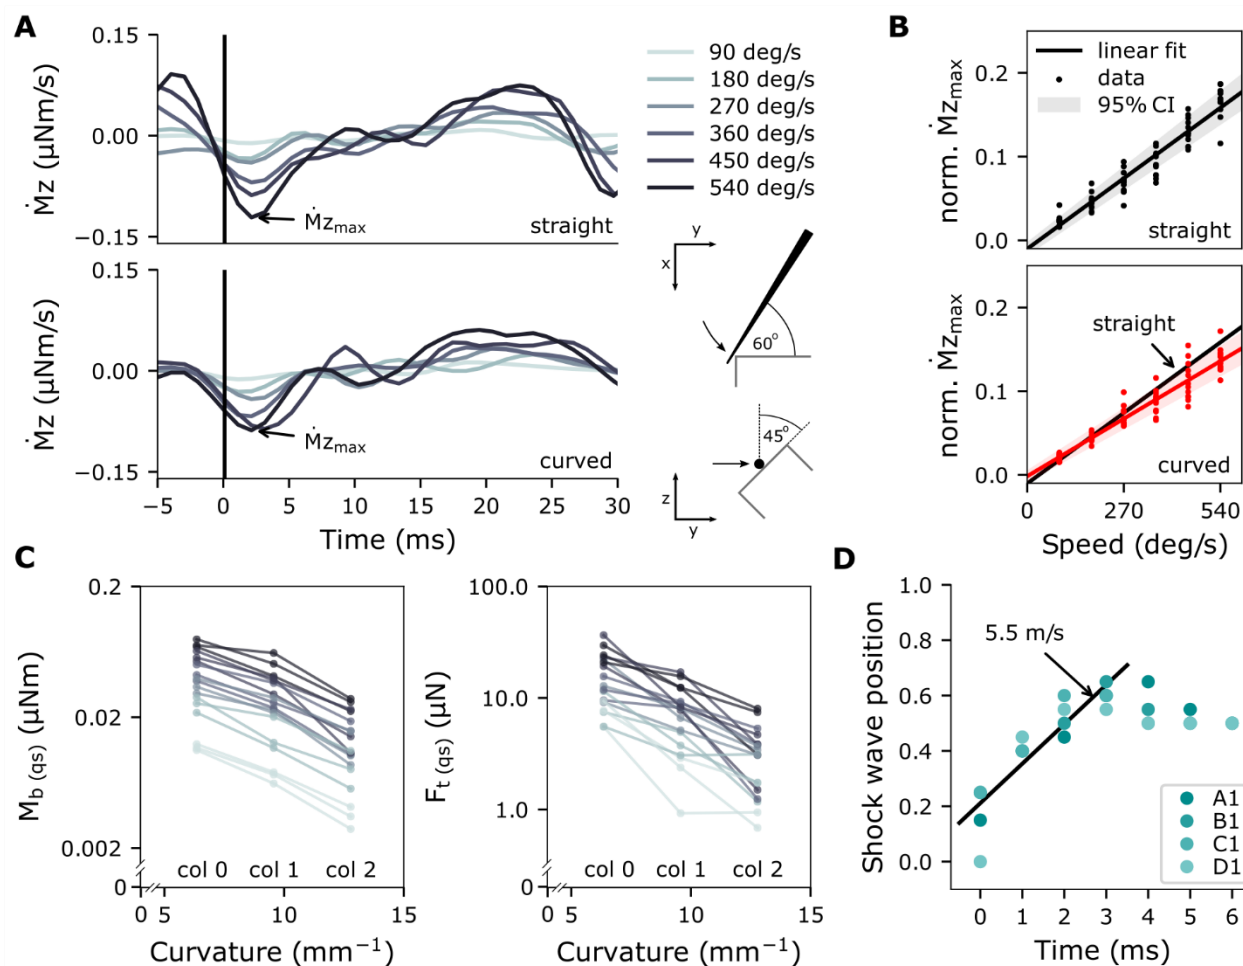 A
0.15
0.00
−0.15
Ṁz (µNm/s)
Ṁz_max
straight
90 deg/s
180 deg/s
270 deg/s
360 deg/s
450 deg/s
540 deg/s
0.15
0.00
−0.15
Ṁz (µNm/s)
Ṁz_max
curved
−5 0 5 10 15 20 25 30
Time (ms)
y
x
60°
45°
z
y
B
0.2
0.1
0.0
norm. Ṁz_max
linear fit
data
95% CI
straight
0.2
0.1
0.0
norm. Ṁz_max
straight
curved
0 270 540
Speed (deg/s)
C
0.2
0.02
0.002
0
M_b (qs) (µNm)
col 0 col 1 col 2
0 4 5 10 15
Curvature (mm⁻¹)
100.0
10.0
1.0
0
F_t (qs) (µN)
col 0 col 1 col 2
0 4 5 10 15
Curvature (mm⁻¹)
D
1.0
0.8
0.6
0.4
0.2
0.0
Shock wave position
5.5 m/s
A1
B1
C1
D1
0 1 2 3 4 5 6
Time (ms)